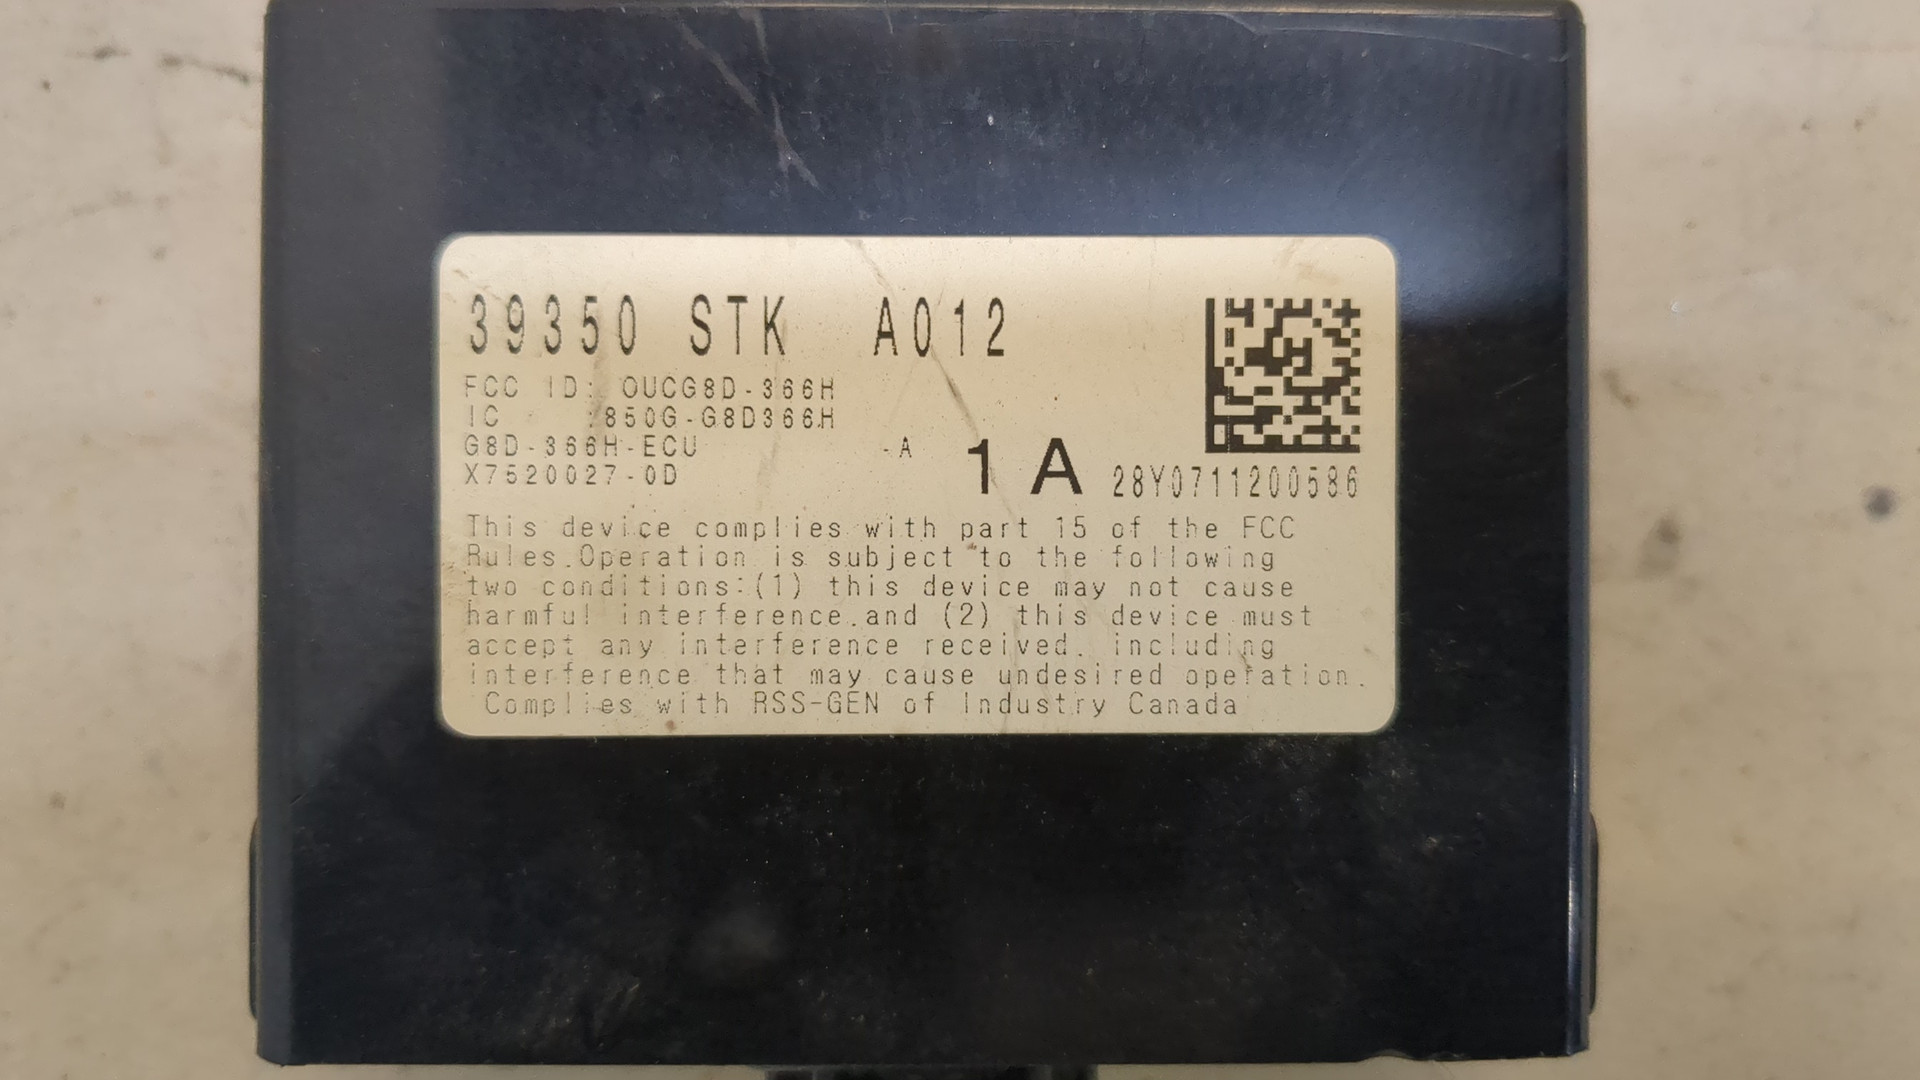 39350 STK A012
FCC ID: OUCG8D-366H
IC :850G-G8D366H
G8D-366H-ECU -A
X7520027-0D 1A 28Y0711200586
This device complies with part 15 of the FCC
Rules.Operation is subject to the following
two conditions:(1) this device may not cause
harmful interference.and (2) this device must
accept any interference received. including
interference that may cause undesired operation.
Complies with RSS-GEN of Industry Canada